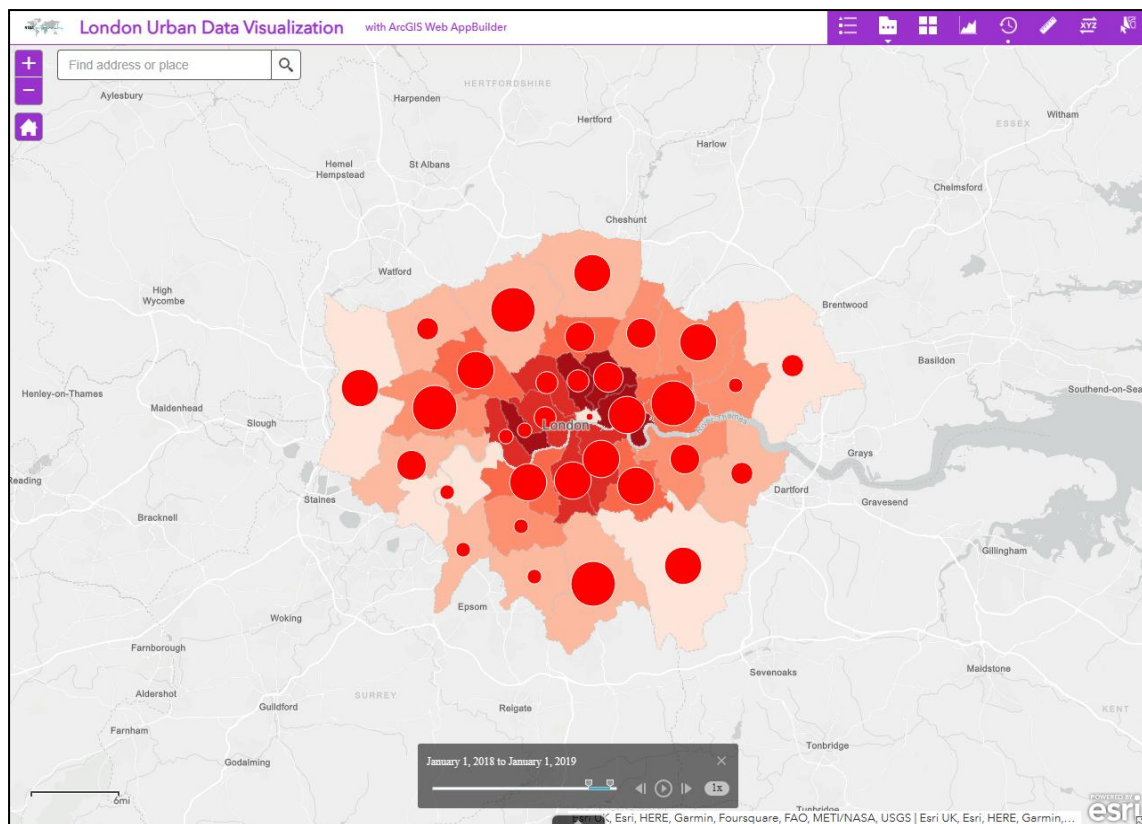 London Urban Data Visualization
with ArcGIS Web AppBuilder
XYZ
+
Find address or place
−
HERTFORDSHIRE
Aylesbury
Harpenden
Witham
Hertford
ESSEX
Harlow
Hemel
Hempstead
St Albans
Chelmsford
Cheshunt
Watford
High
Wycombe
Brentwood
Basildon
Henley-on-Thames
Southend-on-Sea
Maidenhead
Slough
London
River Thames
Grays
Reading
Staines
Dartford
Gravesend
Bracknell
Gillingham
Epsom
Woking
Farnborough
Sevenoaks
Maidstone
Aldershot
SURREY
Guildford
Reigate
KENT
Farnham
Tonbridge
Godalming
January 1, 2018 to January 1, 2019
1x
6mi
Tunbridge
POWERED BY
esri
Esri UK, Esri, HERE, Garmin, Foursquare, FAO, METI/NASA, USGS | Esri UK, Esri, HERE, Garmin,...